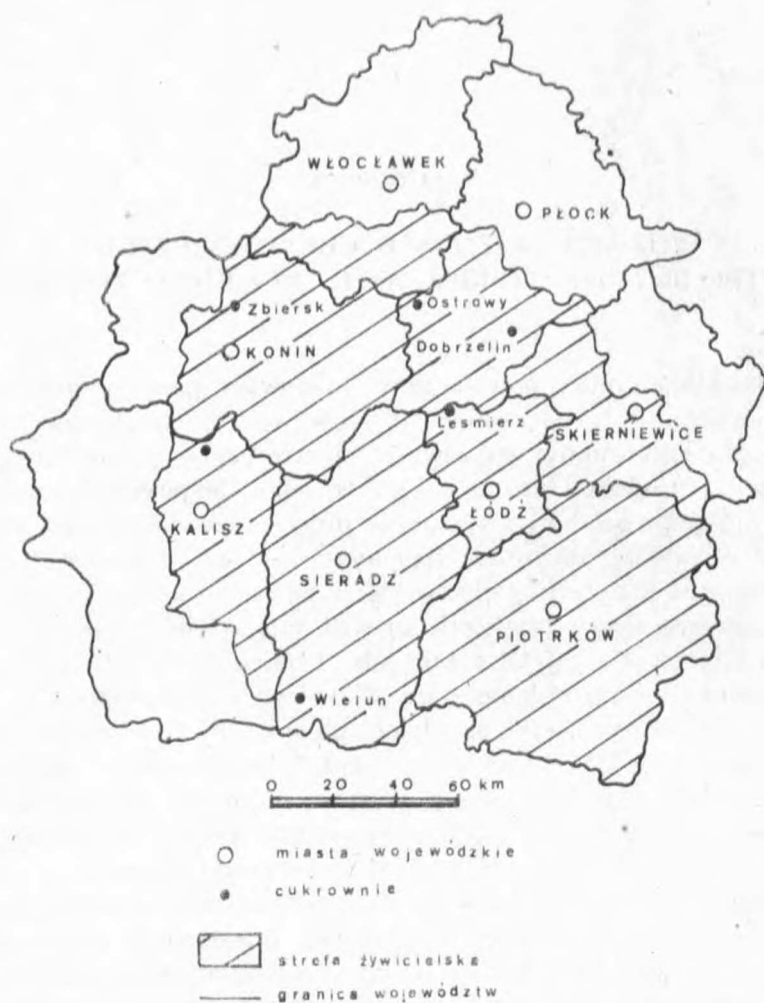 WŁOCŁAWEK
PŁOCK
Zbiersk
Ostrowy
KONIN
Dobrzelin
Leśmierz
SKIERNIEWICE
KALISZ
ŁÓDŹ
SIERADZ
PIOTRKÓW
Wieluń
0 20 40 60 km
miasta wojewódzkie
cukrownie
strefa żywicielska
granica województw